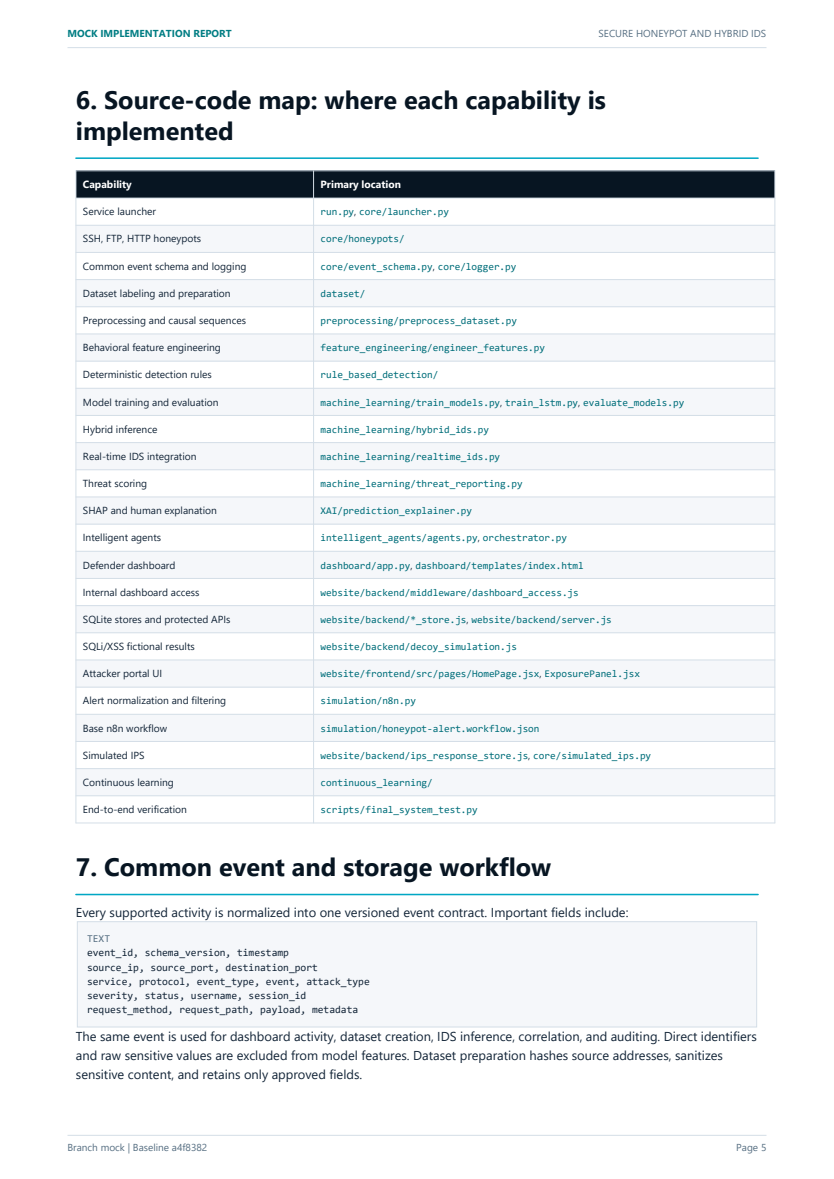 MOCK IMPLEMENTATION REPORT SECURE HONEYPOT AND HYBRID IDS
6. Source-code map: where each capability is
implemented
Capability Primary location
Service launcher run.py, core/launcher.py
SSH, FTP, HTTP honeypots core/honeypots/
Common event schema and logging core/event_schema.py, core/logger.py
Dataset labeling and preparation dataset/
Preprocessing and causal sequences preprocessing/preprocess_dataset.py
Behavioral feature engineering feature_engineering/engineer_features.py
Deterministic detection rules rule_based_detection/
Model training and evaluation machine_learning/train_models.py, train_lstm.py, evaluate_models.py
Hybrid inference machine_learning/hybrid_ids.py
Real-time IDS integration machine_learning/realtime_ids.py
Threat scoring machine_learning/threat_reporting.py
SHAP and human explanation XAI/prediction_explainer.py
Intelligent agents intelligent_agents/agents.py, orchestrator.py
Defender dashboard dashboard/app.py, dashboard/templates/index.html
Internal dashboard access website/backend/middleware/dashboard_access.js
SQLite stores and protected APIs website/backend/*_store.js, website/backend/server.js
SQLi/XSS fictional results website/backend/decoy_simulation.js
Attacker portal UI website/frontend/src/pages/HomePage.jsx, ExposurePanel.jsx
Alert normalization and filtering simulation/n8n.py
Base n8n workflow simulation/honeypot-alert.workflow.json
Simulated IPS website/backend/ips_response_store.js, core/simulated_ips.py
Continuous learning continuous_learning/
End-to-end verification scripts/final_system_test.py
7. Common event and storage workflow
Every supported activity is normalized into one versioned event contract. Important fields include:
TEXT
event_id, schema_version, timestamp
source_ip, source_port, destination_port
service, protocol, event_type, event, attack_type
severity, status, username, session_id
request_method, request_path, payload, metadata
The same event is used for dashboard activity, dataset creation, IDS inference, correlation, and auditing. Direct identifiers
and raw sensitive values are excluded from model features. Dataset preparation hashes source addresses, sanitizes
sensitive content, and retains only approved fields.
Branch mock | Baseline a4f8382 Page 5